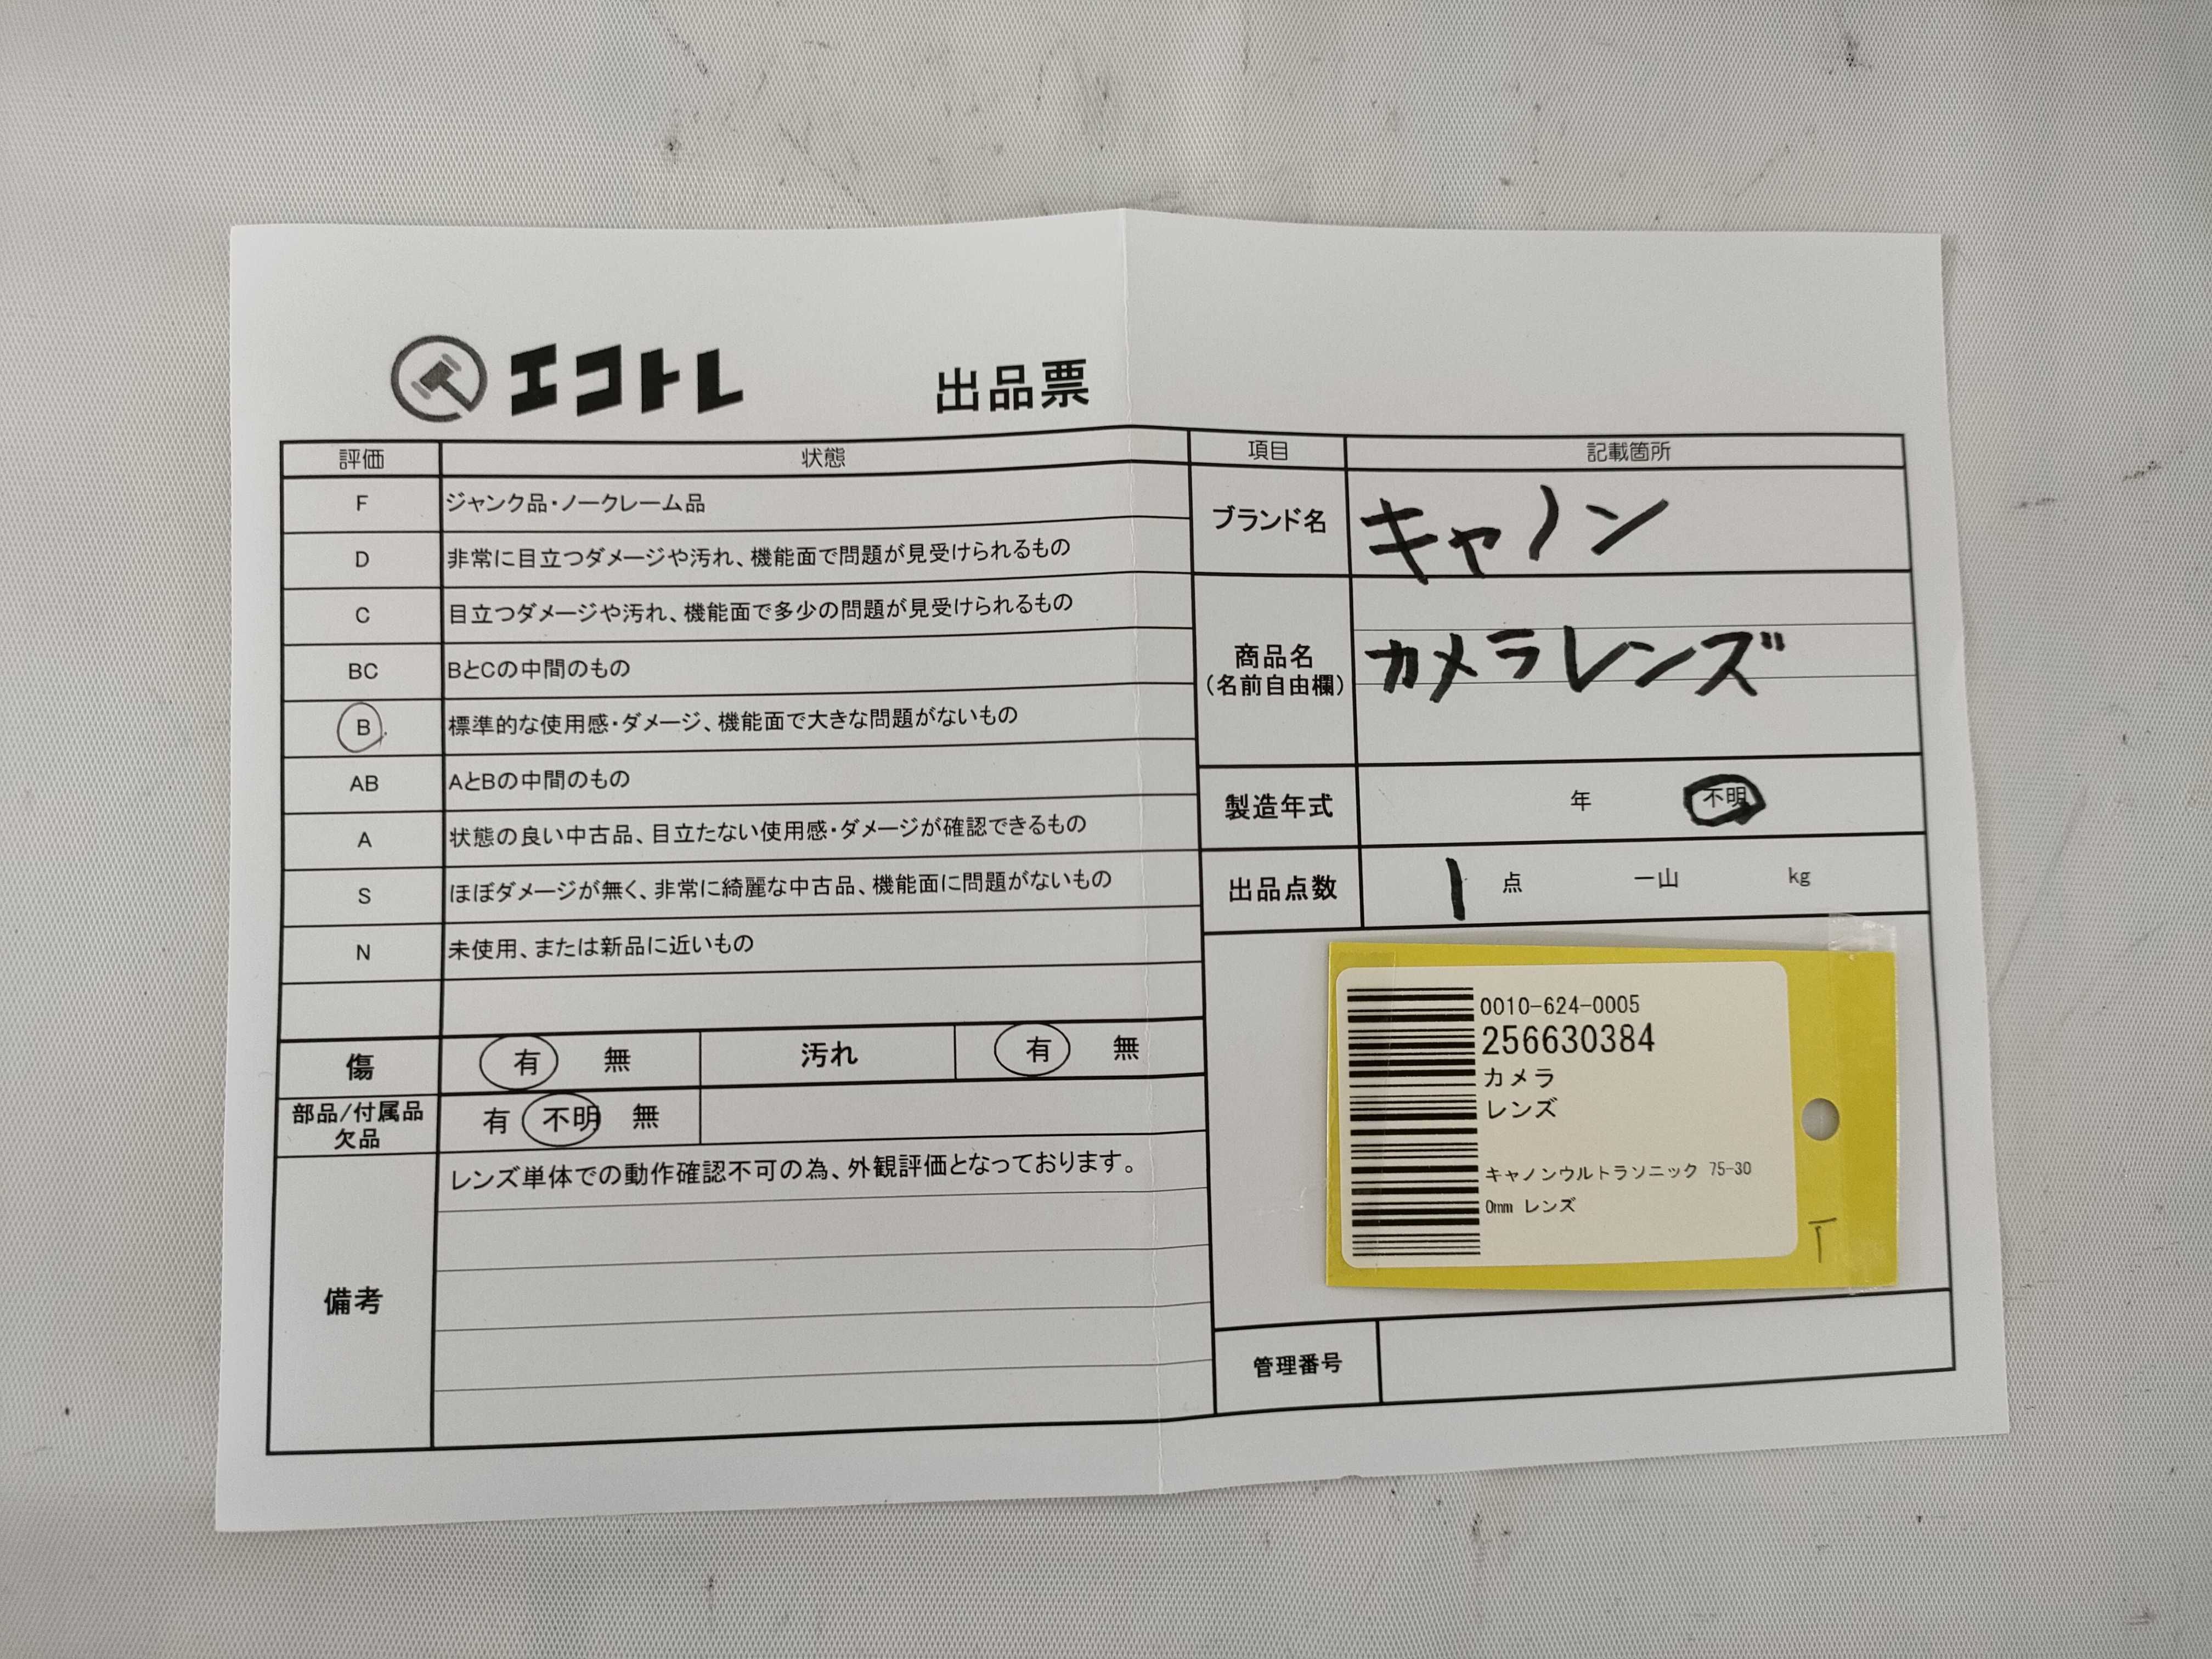 エコトレ
出品票
評価 状態
F ジャンク品・ノークレーム品
D 非常に目立つダメージや汚れ、機能面で問題が見受けられるもの
C 目立つダメージや汚れ、機能面で多少の問題が見受けられるもの
BC BとCの中間のもの
B 標準的な使用感・ダメージ、機能面で大きな問題がないもの
AB AとBの中間のもの
A 状態の良い中古品、目立たない使用感・ダメージが確認できるもの
S ほぼダメージが無く、非常に綺麗な中古品、機能面に問題がないもの
N 未使用、または新品に近いもの
傷 有 無 汚れ 有 無
部品/付属品
欠品
有 不明 無
備考
レンズ単体での動作確認不可の為、外観評価となっております。
項目 記載箇所
ブランド名 キャノン
商品名
(名前自由欄)
カメラレンズ
製造年式 年 不明
出品点数 1 点 一山 kg
0010-624-0005
256630384
カメラ
レンズ
キャノンウルトラソニック 75-30
0mm レンズ
T
管理番号